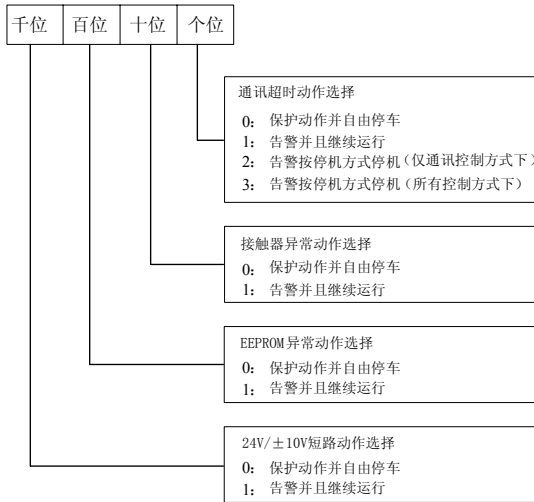 千位 百位 十位 个位
通讯超时动作选择
0: 保护动作并自由停车
1: 告警并且继续运行
2: 告警按停机方式停机(仅通讯控制方式下)
3: 告警按停机方式停机(所有控制方式下)
接触器异常动作选择
0: 保护动作并自由停车
1: 告警并且继续运行
EEPROM异常动作选择
0: 保护动作并自由停车
1: 告警并且继续运行
24V/±10V短路动作选择
0: 保护动作并自由停车
1: 告警并且继续运行